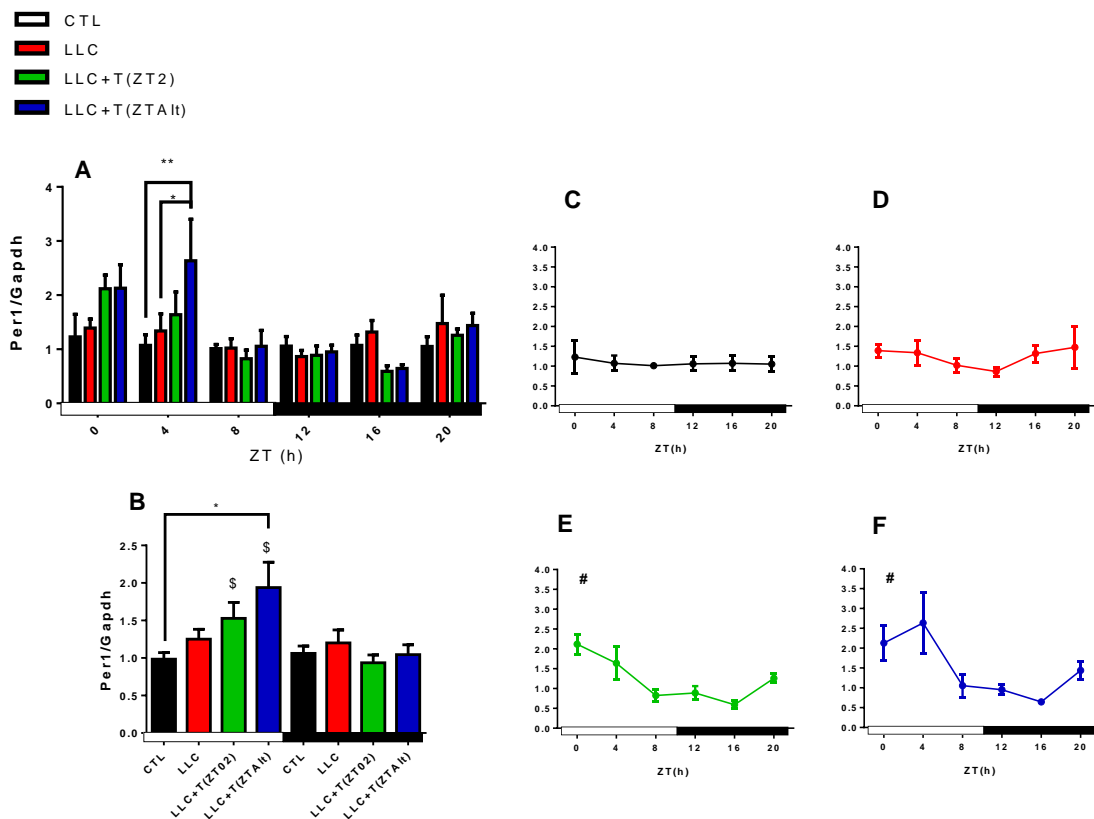 CTL
LLC
LLC+T(ZT2)
LLC+T(ZTAlt)
A
**
*
4
3
2
1
0
Per1/Gapdh
0 4 8 12 16 20
ZT (h)
B
*
$
$
2.5
2.0
1.5
1.0
0.5
0.0
Per1/Gapdh
CTL LLC LLC+T(ZT02) LLC+T(ZTAlt) CTL LLC LLC+T(ZT02) LLC+T(ZTAlt)
C
4.0
3.5
3.0
2.5
2.0
1.5
1.0
0.5
0.0
0 4 8 12 16 20
ZT(h)
D
4.0
3.5
3.0
2.5
2.0
1.5
1.0
0.5
0.0
0 4 8 12 16 20
ZT(h)
E
#
4.0
3.5
3.0
2.5
2.0
1.5
1.0
0.5
0.0
0 4 8 12 16 20
ZT(h)
F
#
4.0
3.5
3.0
2.5
2.0
1.5
1.0
0.5
0.0
0 4 8 12 16 20
ZT(h)